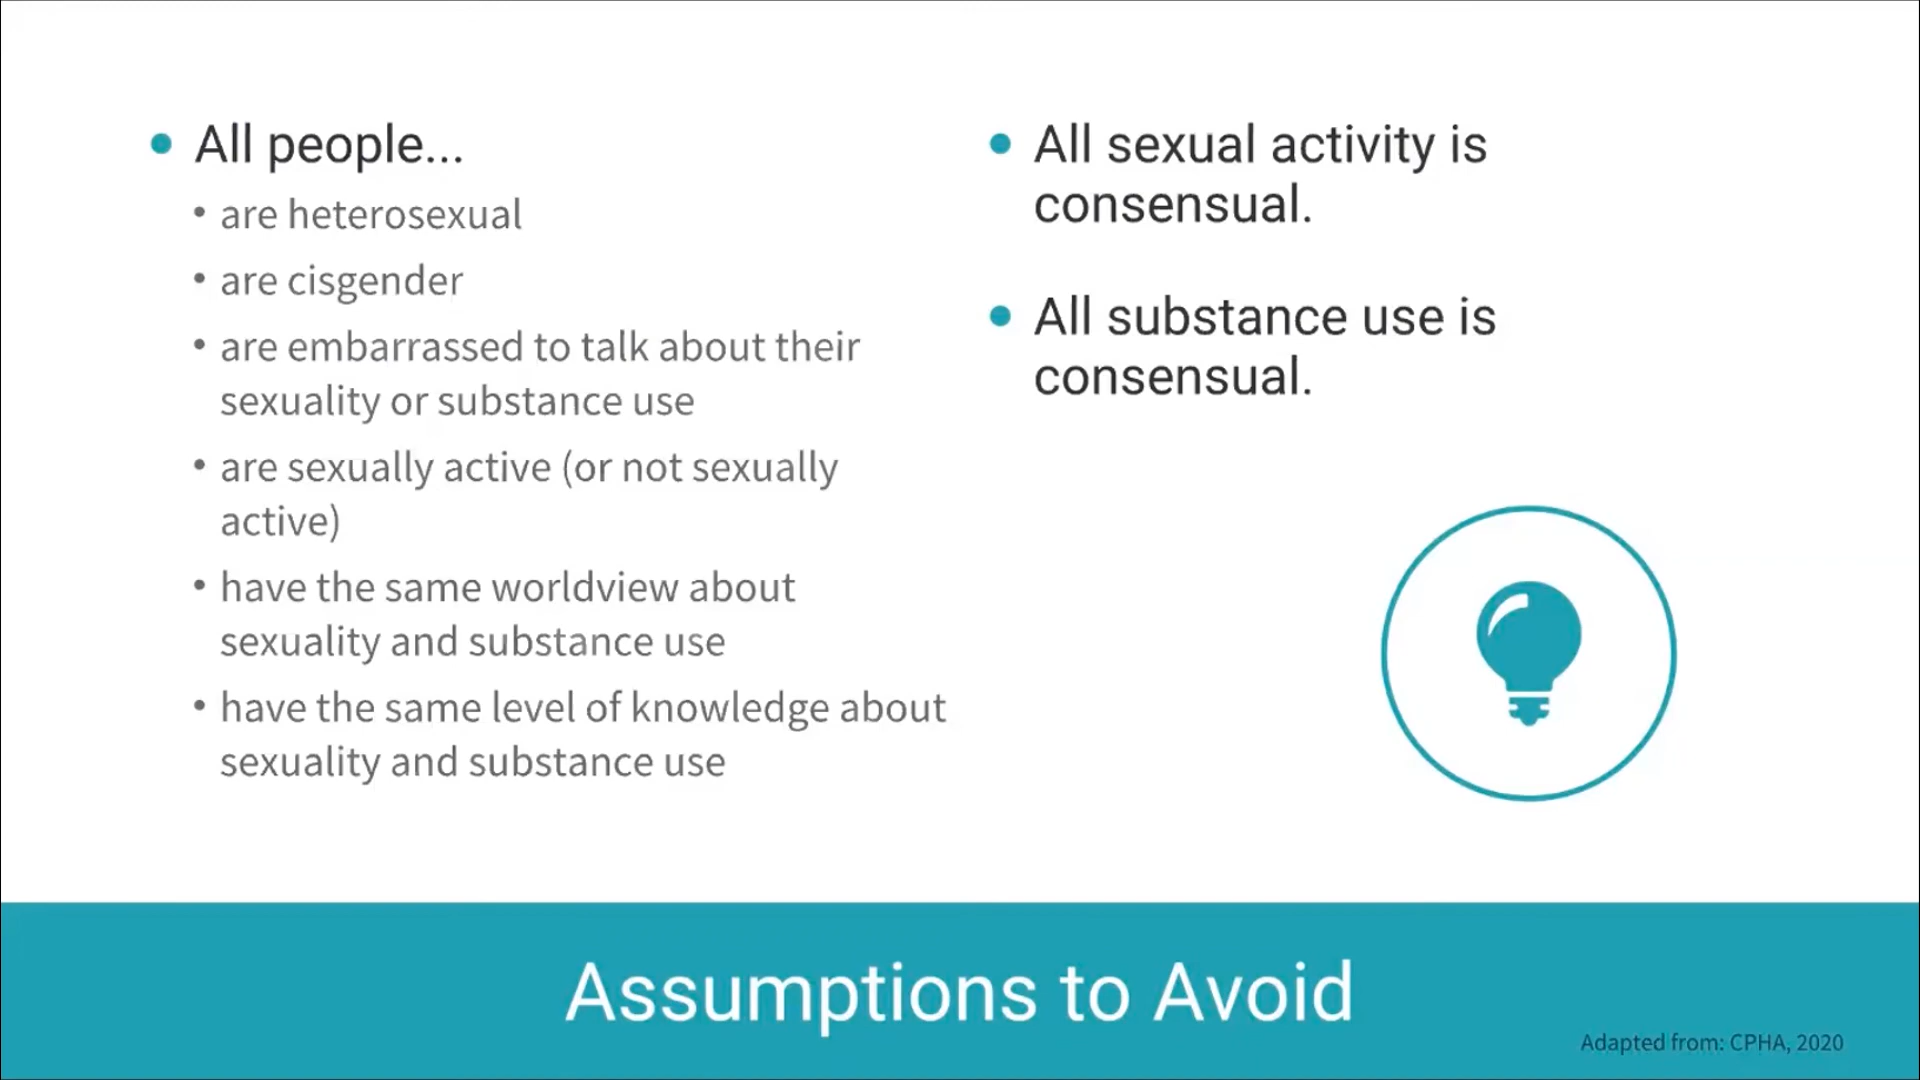 All people...
are heterosexual
are cisgender
are embarrassed to talk about their
sexuality or substance use
are sexually active (or not sexually
active)
have the same worldview about
sexuality and substance use
have the same level of knowledge about
sexuality and substance use
All sexual activity is
consensual.
All substance use is
consensual.
Assumptions to Avoid
Adapted from: CPHA, 2020